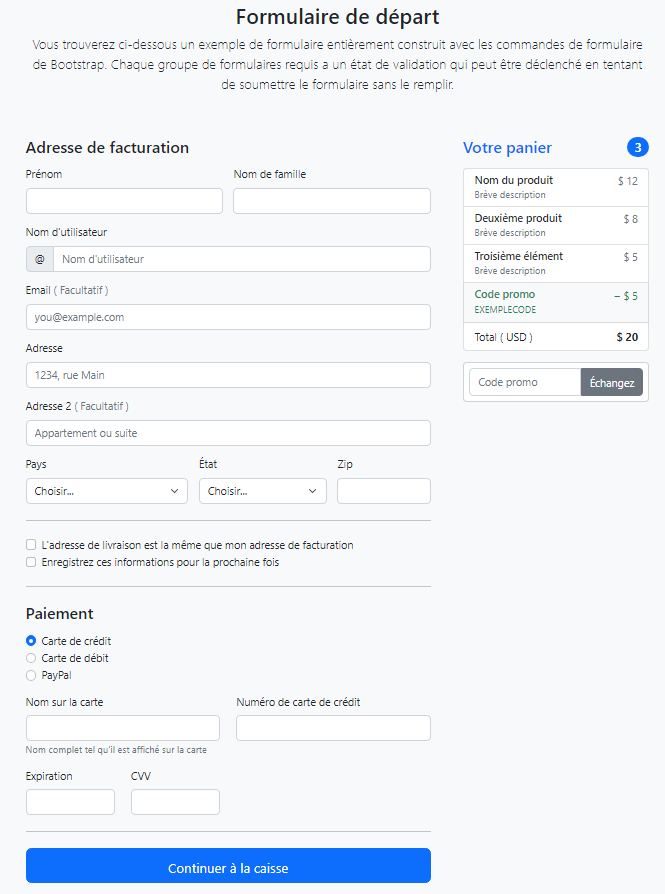 Formulaire de départ
Vous trouverez ci-dessous un exemple de formulaire entièrement construit avec les commandes de formulaire
de Bootstrap. Chaque groupe de formulaires requis a un état de validation qui peut être déclenché en tentant
de soumettre le formulaire sans le remplir.
Adresse de facturation
Prénom Nom de famille
Nom d'utilisateur
@ Nom d'utilisateur
Email ( Facultatif )
you@example.com
Adresse
1234, rue Main
Adresse 2 ( Facultatif )
Appartement ou suite
Pays État Zip
Choisir... Choisir...
L'adresse de livraison est la même que mon adresse de facturation
Enregistrez ces informations pour la prochaine fois
Paiement
Carte de crédit
Carte de débit
PayPal
Nom sur la carte Numéro de carte de crédit
Nom complet tel qu'il est affiché sur la carte
Expiration CVV
Continuer à la caisse
Votre panier 3
Nom du produit $ 12
Brève description
Deuxième produit $ 8
Brève description
Troisième élément $ 5
Brève description
Code promo − $ 5
EXEMPLECODE
Total ( USD ) $ 20
Code promo Échangez